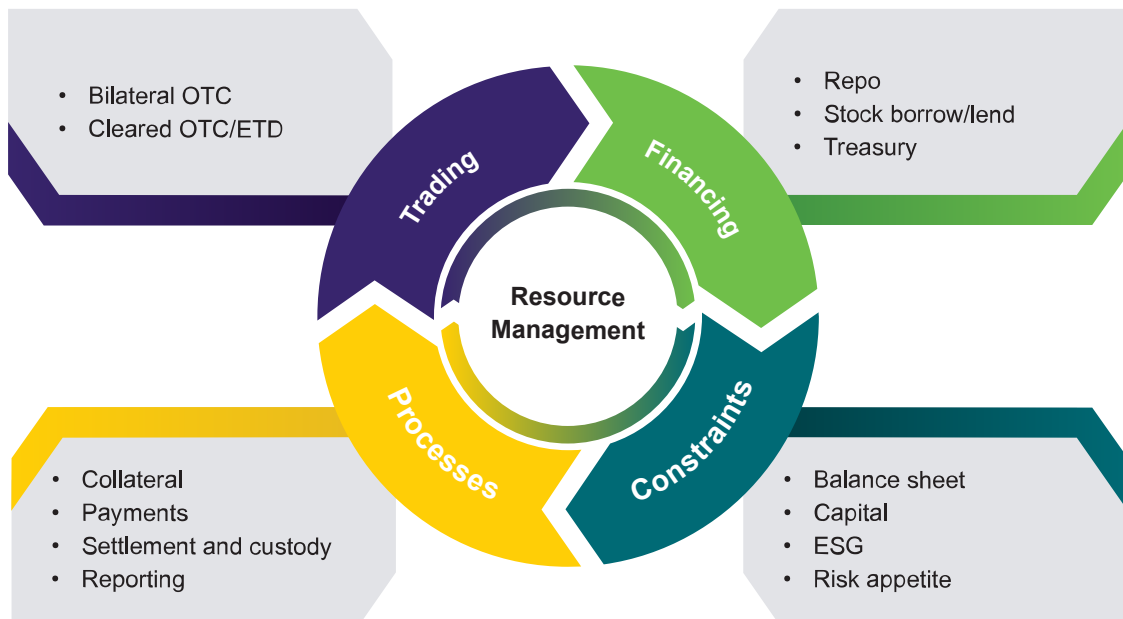 • Bilateral OTC
• Cleared OTC/ETD
• Repo
• Stock borrow/lend
• Treasury
Trading
Financing
Resource
Management
Processes
Constraints
• Collateral
• Payments
• Settlement and custody
• Reporting
• Balance sheet
• Capital
• ESG
• Risk appetite